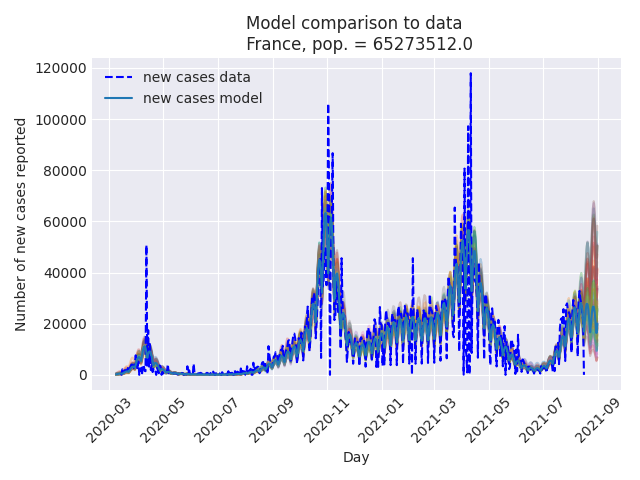 Model comparison to data
France, pop. = 65273512.0
new cases data
new cases model
120000
100000
80000
60000
40000
20000
0
Number of new cases reported
2020-03
2020-05
2020-07
2020-09
2020-11
2021-01
2021-03
2021-05
2021-07
2021-09
Day